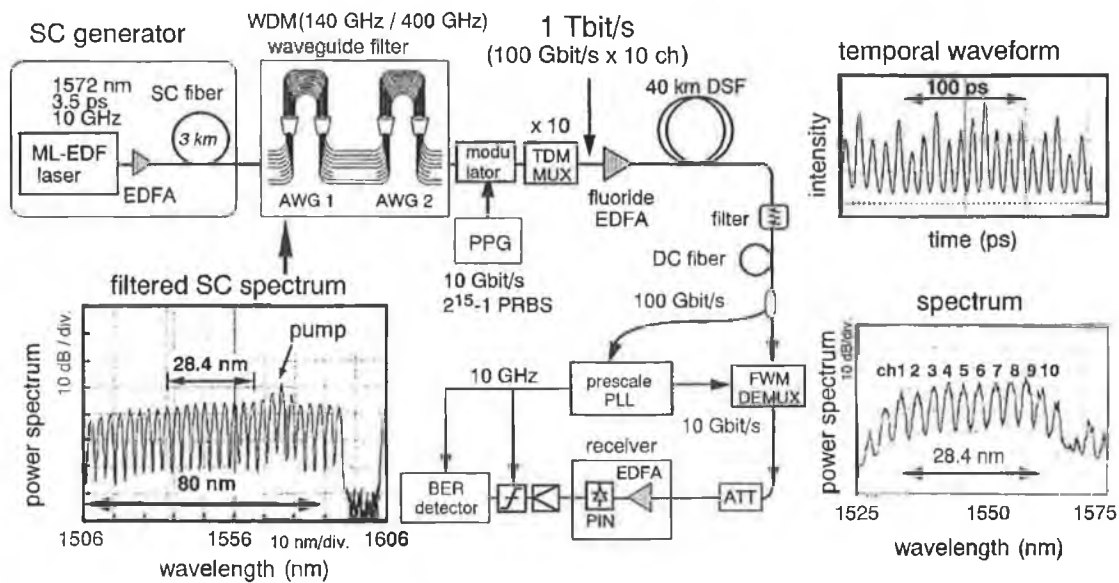 SC generator
1572 nm
3.5 ps
10 GHz
SC fiber
3 km
ML-EDF
laser
EDFA
WDM(140 GHz / 400 GHz)
waveguide filter
AWG 1
AWG 2
1 Tbit/s
(100 Gbit/s x 10 ch)
modu
lator
x 10
TDM
MUX
fluoride
EDFA
40 km DSF
PPG
10 Gbit/s
2¹⁵-1 PRBS
filter
DC fiber
100 Gbit/s
temporal waveform
100 ps
intensity
time (ps)
filtered SC spectrum
power spectrum
10 dB / div.
pump
28.4 nm
80 nm
1506
1556
10 nm/div.
1606
wavelength (nm)
10 GHz
prescale
PLL
FWM
DEMUX
10 Gbit/s
receiver
EDFA
PIN
BER
detector
ATT
spectrum
power spectrum
10 dB/div.
ch1 2 3 4 5 6 7 8 9 10
28.4 nm
1525
1550
1575
wavelength (nm)